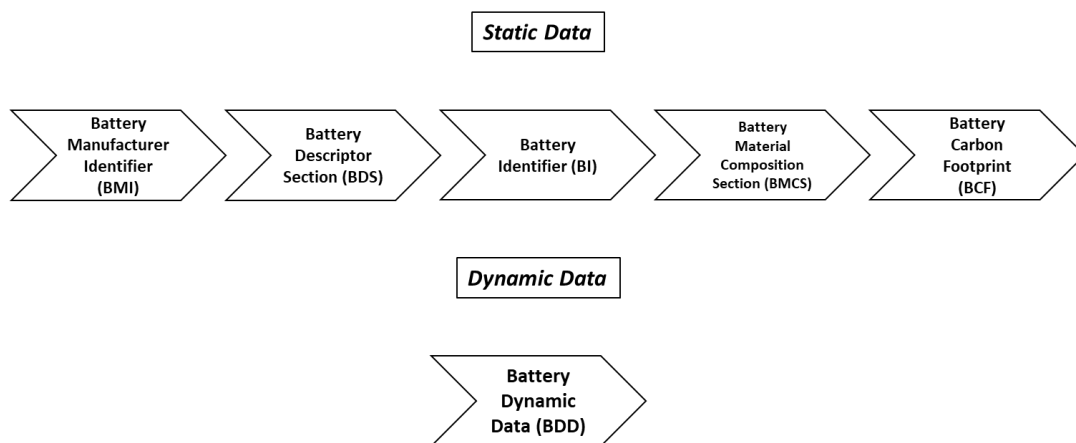 Static Data
Battery
Manufacturer
Identifier
(BMI)
Battery
Descriptor
Section (BDS)
Battery
Identifier (BI)
Battery
Material
Composition
Section (BMCS)
Battery
Carbon
Footprint
(BCF)
Dynamic Data
Battery
Dynamic
Data (BDD)